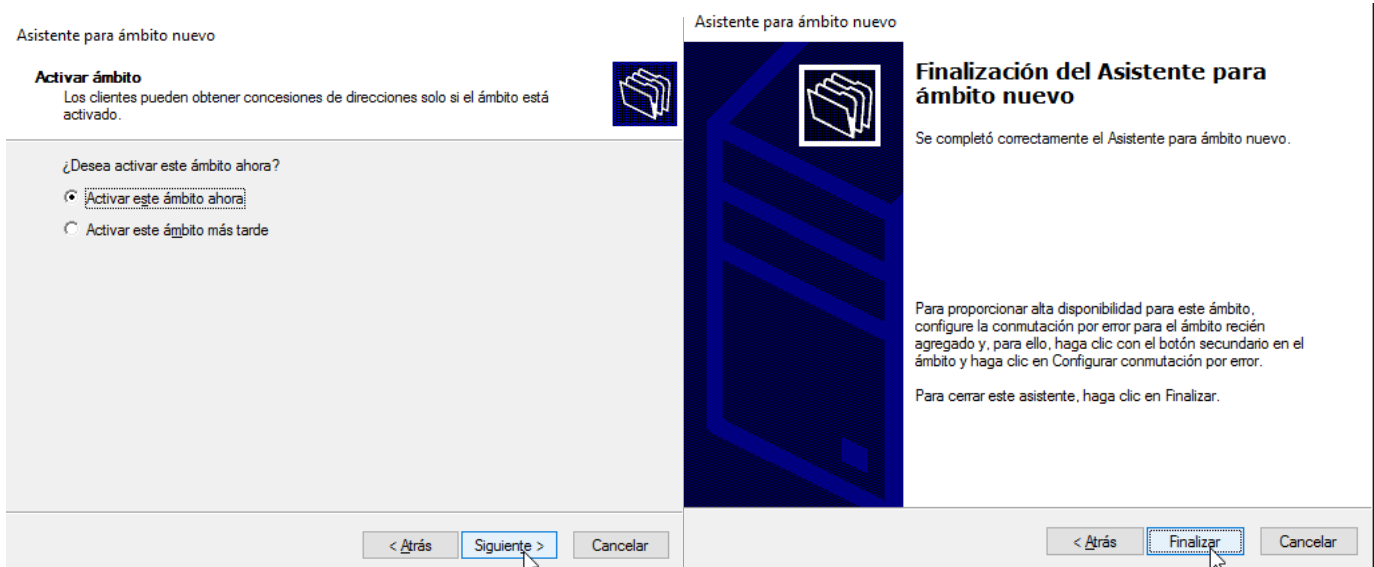 Asistente para ámbito nuevo
Activar ámbito
Los clientes pueden obtener concesiones de direcciones solo si el ámbito está
activado.
¿Desea activar este ámbito ahora?
Activar este ámbito ahora
Activar este ámbito más tarde
< Atrás
Siguiente >
Cancelar
Asistente para ámbito nuevo
Finalización del Asistente para
ámbito nuevo
Se completó correctamente el Asistente para ámbito nuevo.
Para proporcionar alta disponibilidad para este ámbito,
configure la conmutación por error para el ámbito recién
agregado y, para ello, haga clic con el botón secundario en el
ámbito y haga clic en Configurar conmutación por error.
Para cerrar este asistente, haga clic en Finalizar.
< Atrás
Finalizar
Cancelar